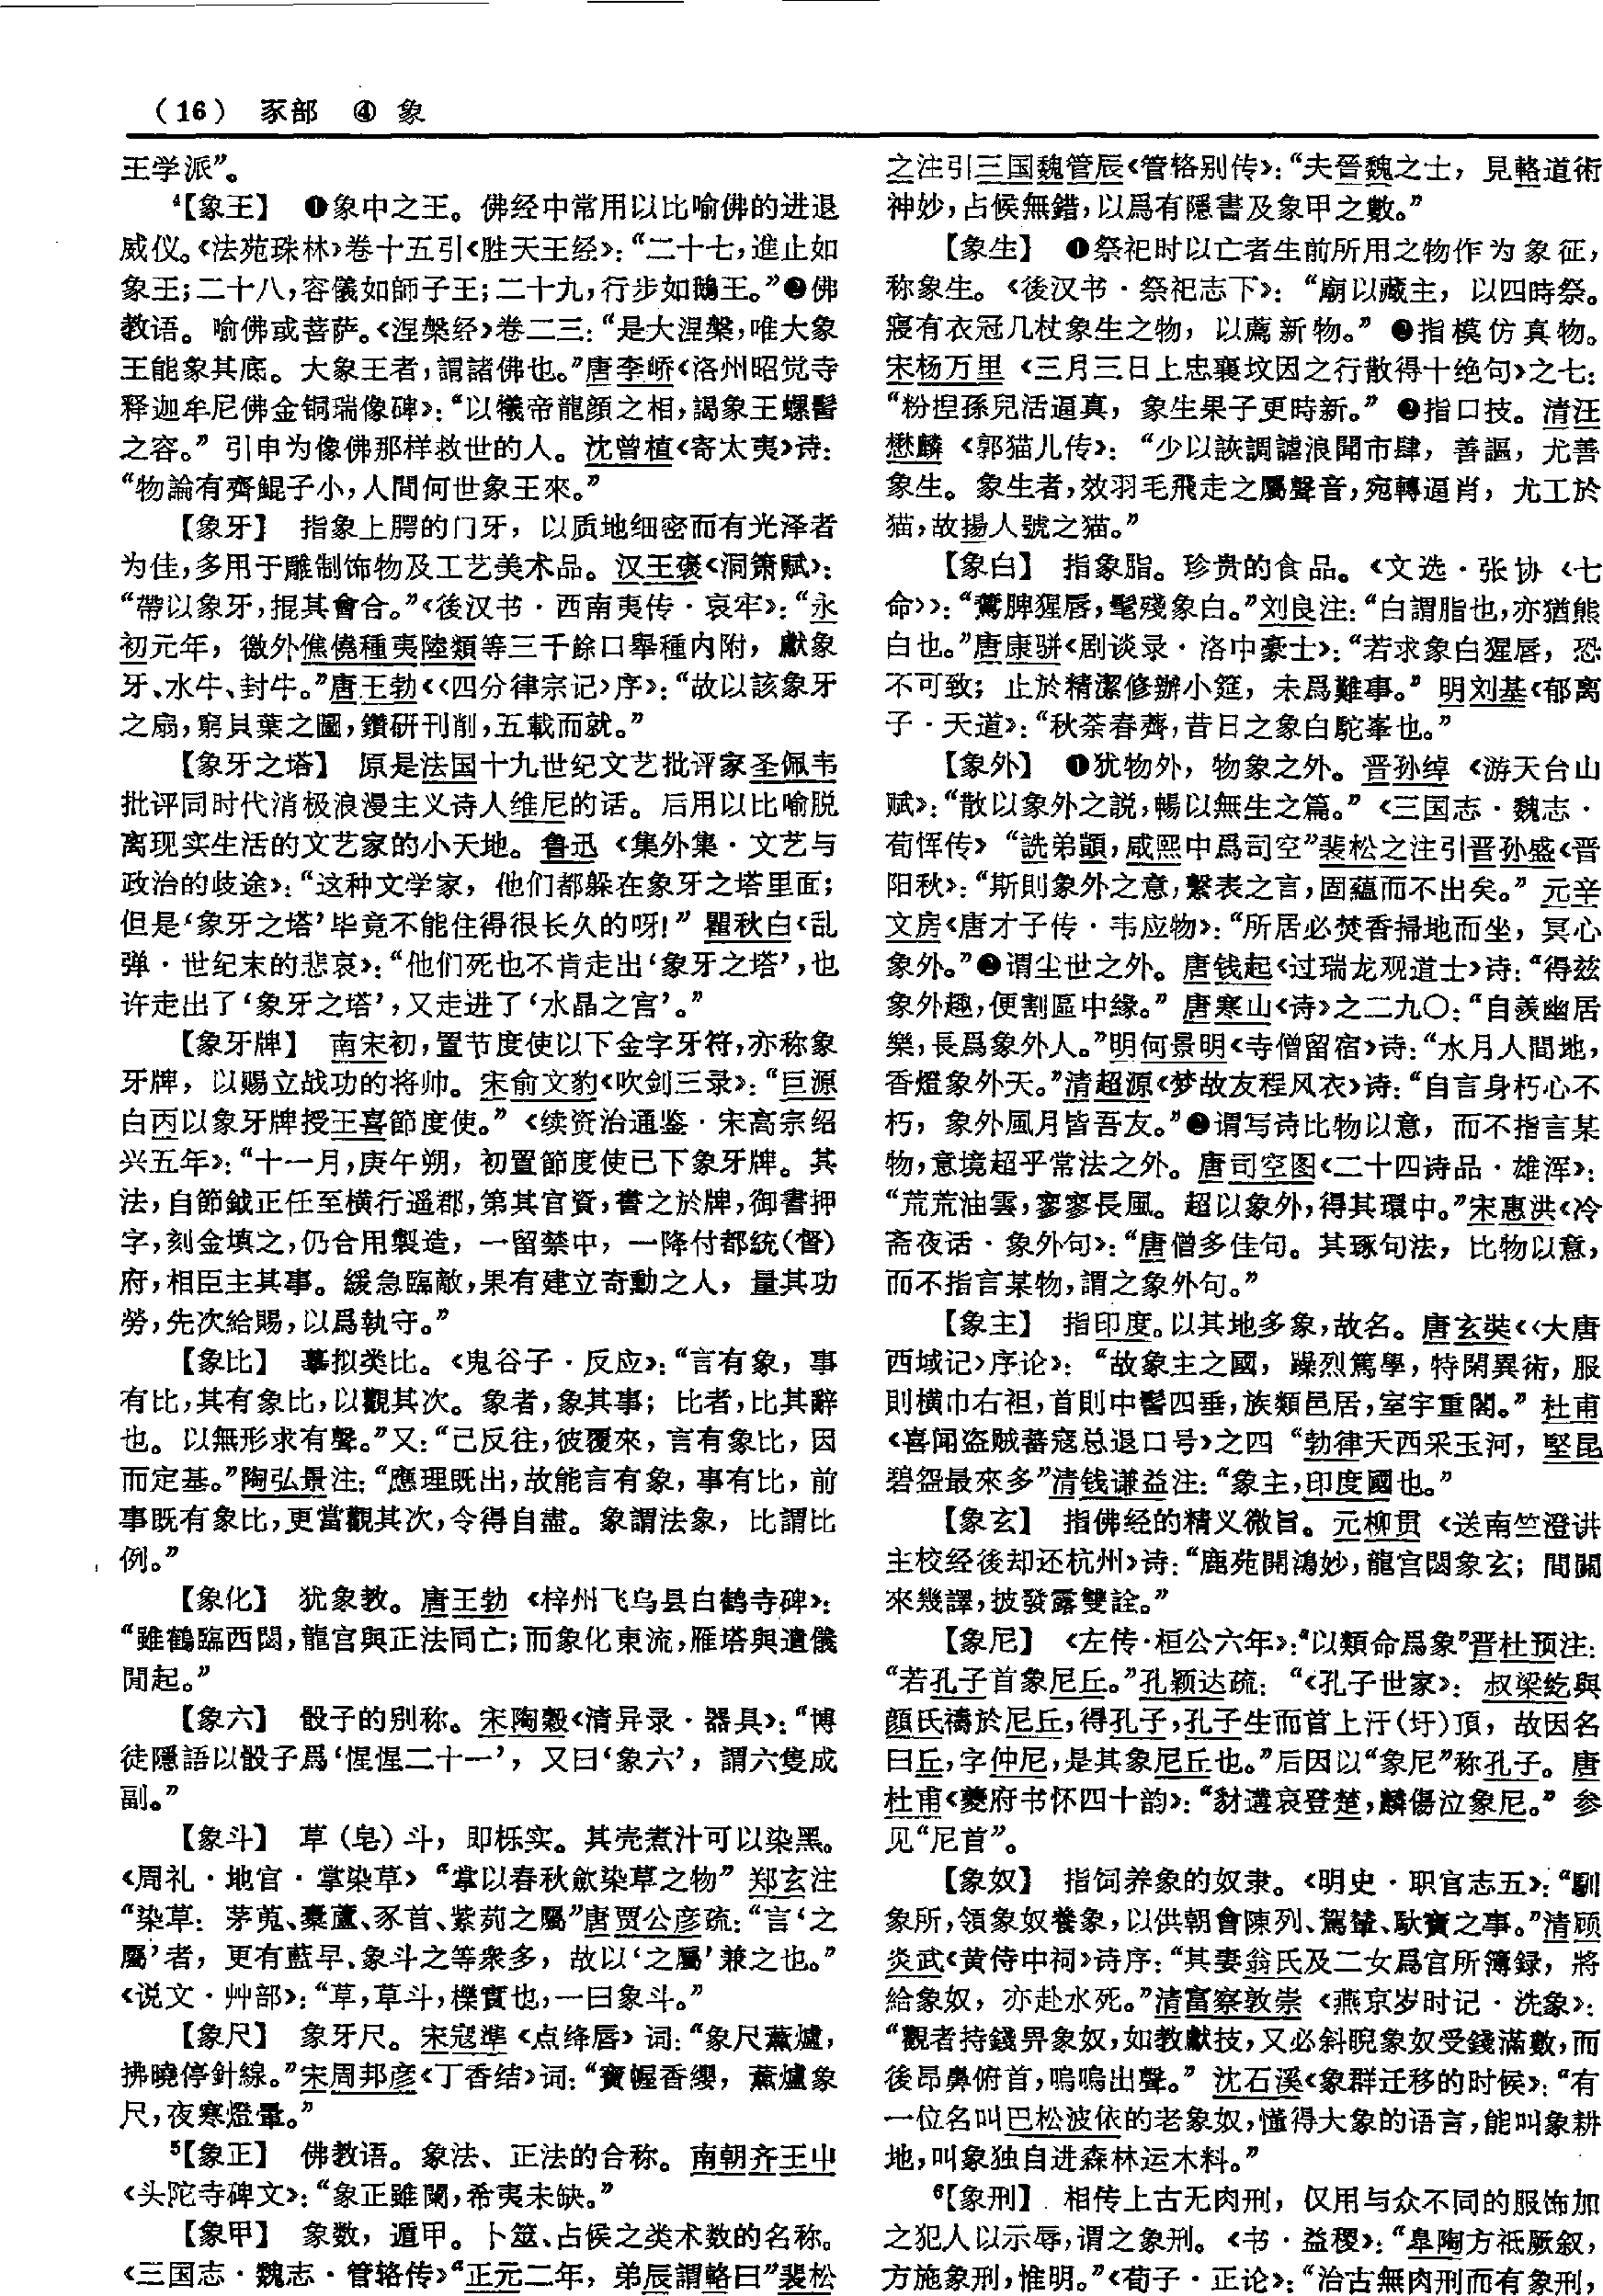 （16） 豕部 ④ 象
王学派”。
⁴【象王】 ❶象中之王。佛经中常用以比喻佛的进退
威仪。《法苑珠林》卷十五引《胜天王经》：“二十七，進止如
象王；二十八，容儀如師子王；二十九，行步如鵝王。”❷佛
教语。喻佛或菩萨。《涅槃经》卷二三：“是大涅槃，唯大象
王能象其底。大象王者，謂諸佛也。”唐李峤《洛州昭觉寺
释迦牟尼佛金铜瑞像碑》：“以犧帝龍顔之相，謁象王螺髻
之容。”引申为像佛那样救世的人。沈曾植《寄太夷》诗：
“物論有齊鯤子小，人間何世象王來。”
【象牙】 指象上腭的门牙，以质地细密而有光泽者
为佳，多用于雕制饰物及工艺美术品。汉王褒《洞箫赋》：
“帶以象牙，掍其會合。”《後汉书·西南夷传·哀牢》：“永
初元年，徼外僬僥種夷陸類等三千餘口舉種内附，獻象
牙、水牛、封牛。”唐王勃《〈四分律宗记〉序》：“故以該象牙
之扇，窮貝葉之圖，鑽研刊削，五載而就。”
【象牙之塔】 原是法国十九世纪文艺批评家圣佩韦
批评同时代消极浪漫主义诗人维尼的话。后用以比喻脱
离现实生活的文艺家的小天地。鲁迅《集外集·文艺与
政治的歧途》：“这种文学家，他们都躲在象牙之塔里面；
但是‘象牙之塔’毕竟不能住得很长久的呀！”瞿秋白《乱
弹·世纪末的悲哀》：“他们死也不肯走出‘象牙之塔’，也
许走出了‘象牙之塔’，又走进了‘水晶之宫’。”
【象牙牌】 南宋初，置节度使以下金字牙符，亦称象
牙牌，以赐立战功的将帅。宋俞文豹《吹剑三录》：“巨源
白丙以象牙牌授王喜節度使。”《续资治通鉴·宋高宗绍
兴五年》：“十一月，庚午朔，初置節度使已下象牙牌。其
法，自節鉞正任至横行遥郡，第其官資，書之於牌，御書押
字，刻金填之，仍合用製造，一留禁中，一降付都統（督）
府，相臣主其事。緩急臨敵，果有建立奇勳之人，量其功
勞，先次給賜，以爲執守。”
【象比】 摹拟类比。《鬼谷子·反应》：“言有象，事
有比，其有象比，以觀其次。象者，象其事；比者，比其辭
也。以無形求有聲。”又：“己反往，彼覆來，言有象比，因
而定基。”陶弘景注：“應理既出，故能言有象，事有比，前
事既有象比，更當觀其次，令得自盡。象謂法象，比謂比
例。”
【象化】 犹象教。唐王勃《梓州飞乌县白鹤寺碑》：
“雖鶴臨西閟，龍宫與正法同亡；而象化東流，雁塔與遺儀
間起。”
【象六】 骰子的别称。宋陶穀《清异录·器具》：“博
徒隱語以骰子爲‘惺惺二十一’，又曰‘象六’，謂六隻成
副。”
【象斗】 草（皂）斗，即栎实。其壳煮汁可以染黑。
《周礼·地官·掌染草》“掌以春秋斂染草之物”郑玄注
“染草：茅蒐、橐蘆、豕首、紫茢之屬”唐贾公彦疏：“言‘之
屬’者，更有藍早、象斗之等衆多，故以‘之屬’兼之也。”
《说文·艸部》：“草，草斗，櫟實也，一曰象斗。”
【象尺】 象牙尺。宋寇準《点绛唇》词：“象尺薰爐，
拂曉停針線。”宋周邦彦《丁香结》词：“寶幄香缨，薰爐象
尺，夜寒燈暈。”
⁵【象正】 佛教语。象法、正法的合称。南朝齐王屮
《头陀寺碑文》：“象正雖闌，希夷未缺。”
【象甲】 象数，遁甲。卜筮、占侯之类术数的名称。
《三国志·魏志·管辂传》“正元二年，弟辰謂輅曰”裴松
之注引三国魏管辰《管辂别传》：“夫晉魏之士，見輅道術
神妙，占候無錯，以爲有隱書及象甲之數。”
【象生】 ❶祭祀时以亡者生前所用之物作为象征，
称象生。《後汉书·祭祀志下》：“廟以藏主，以四時祭。
寢有衣冠几杖象生之物，以薦新物。”❷指模仿真物。
宋杨万里《三月三日上忠襄坟因之行散得十绝句》之七：
“粉捏孫兒活逼真，象生果子更時新。”❸指口技。清汪
懋麟《郭猫儿传》：“少以詼調謔浪閧市肆，善謳，尤善
象生。象生者，效羽毛飛走之屬聲音，宛轉逼肖，尤工於
猫，故揚人號之猫。”
【象白】 指象脂。珍贵的食品。《文选·张协〈七
命〉》：“鷰脾猩唇，髦殘象白。”刘良注：“白謂脂也，亦猶熊
白也。”唐康骈《剧谈录·洛中豪士》：“若求象白猩唇，恐
不可致；止於精潔修辦小筵，未爲難事。”明刘基《郁离
子·天道》：“秋荼春薺，昔日之象白駝峯也。”
【象外】 ❶犹物外，物象之外。晋孙绰《游天台山
赋》：“散以象外之説，暢以無生之篇。”《三国志·魏志·
荀恽传》“詵弟顗，咸熙中爲司空”裴松之注引晋孙盛《晋
阳秋》：“斯則象外之意，繫表之言，固蘊而不出矣。”元辛
文房《唐才子传·韦应物》：“所居必焚香掃地而坐，冥心
象外。”❷谓尘世之外。唐钱起《过瑞龙观道士》诗：“得兹
象外趣，便割區中緣。”唐寒山《诗》之二九〇：“自羨幽居
樂，長爲象外人。”明何景明《寺僧留宿》诗：“水月人間地，
香燈象外天。”清超源《梦故友程风衣》诗：“自言身朽心不
朽，象外風月皆吾友。”❸谓写诗比物以意，而不指言某
物，意境超乎常法之外。唐司空图《二十四诗品·雄浑》：
“荒荒油雲，寥寥長風。超以象外，得其環中。”宋惠洪《冷
斋夜话·象外句》：“唐僧多佳句。其琢句法，比物以意，
而不指言某物，謂之象外句。”
【象主】 指印度。以其地多象，故名。唐玄奘《〈大唐
西域记〉序论》：“故象主之國，躁烈篤學，特閑異術，服
則横巾右袒，首則中髻四垂，族類邑居，室宇重閣。”杜甫
《喜闻盗贼蕃寇总退口号》之四“勃律天西采玉河，堅昆
碧盌最來多”清钱谦益注：“象主，印度國也。”
【象玄】 指佛经的精义微旨。元柳贯《送南竺澄讲
主校经後却还杭州》诗：“鹿苑開鴻妙，龍宫閟象玄；間關
來幾譯，披發露雙詮。”
【象尼】 《左传·桓公六年》：“以類命爲象”晋杜预注：
“若孔子首象尼丘。”孔颖达疏：“《孔子世家》：叔梁紇與
顔氏禱於尼丘，得孔子，孔子生而首上汙（圩）頂，故因名
曰丘，字仲尼，是其象尼丘也。”后因以“象尼”称孔子。唐
杜甫《夔府书怀四十韵》：“豺遘哀登楚，麟傷泣象尼。”参
见“尼首”。
【象奴】 指饲养象的奴隶。《明史·职官志五》：“馴
象所，領象奴養象，以供朝會陳列、駕輦、馱寶之事。”清顾
炎武《黄侍中祠》诗序：“其妻翁氏及二女爲官所簿録，將
給象奴，亦赴水死。”清富察敦崇《燕京岁时记·洗象》：
“觀者持錢畀象奴，如教獻技，又必斜睨象奴受錢滿數，而
後昂鼻俯首，嗚嗚出聲。”沈石溪《象群迁移的时候》：“有
一位名叫巴松波依的老象奴，懂得大象的语言，能叫象耕
地，叫象独自进森林运木料。”
⁶【象刑】 相传上古无肉刑，仅用与众不同的服饰加
之犯人以示辱，谓之象刑。《书·益稷》：“皋陶方祗厥叙，
方施象刑，惟明。”《荀子·正论》：“治古無肉刑而有象刑，